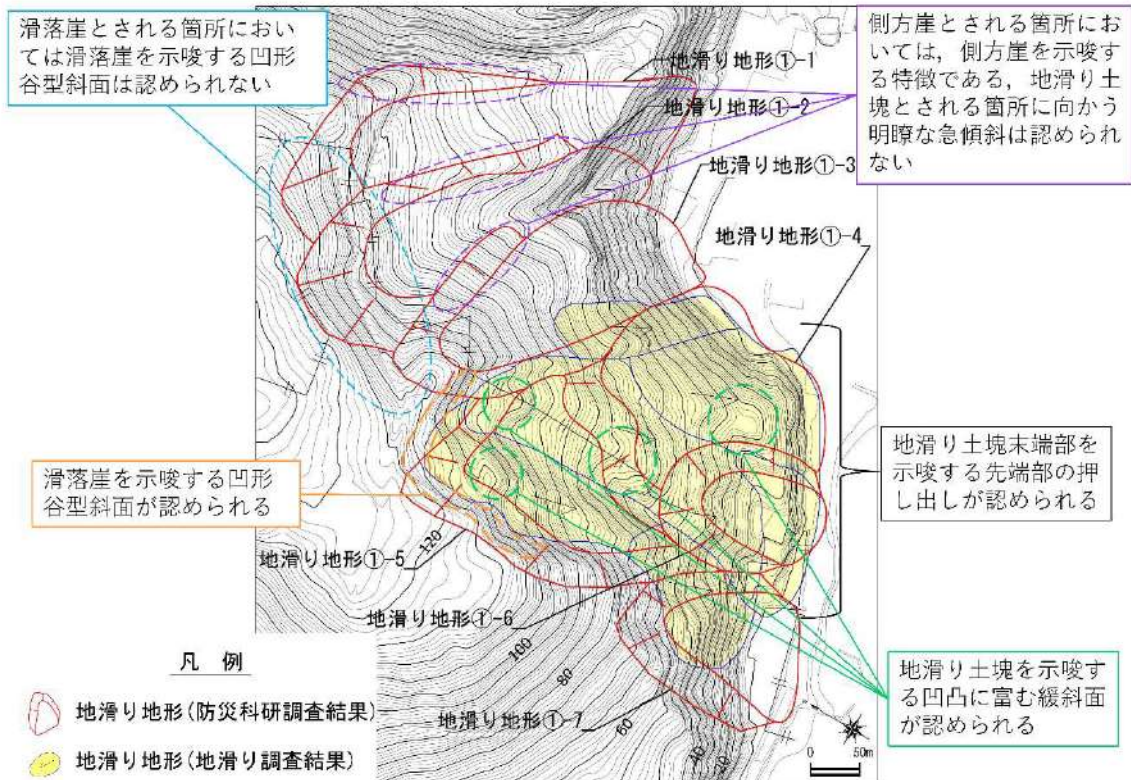 滑落崖とされる箇所にお
いては滑落崖を示唆する凹形
谷型斜面は認められない
側方崖とされる箇所にお
いては，側方崖を示唆す
る特徴である，地滑り土
塊とされる箇所に向かう
明瞭な急傾斜は認められ
ない
地滑り地形①-1
地滑り地形①-2
地滑り地形①-3
地滑り地形①-4
地滑り土塊末端部を
示唆する先端部の押
し出しが認められる
滑落崖を示唆する凹形
谷型斜面が認められる
120
地滑り地形①-5
地滑り地形①-6
100
80
60
40
20
地滑り地形①-7
地滑り土塊を示唆す
る凹凸に富む緩斜面
が認められる
凡 例
地滑り地形(防災科研調査結果)
地滑り地形(地滑り調査結果)
0 50m